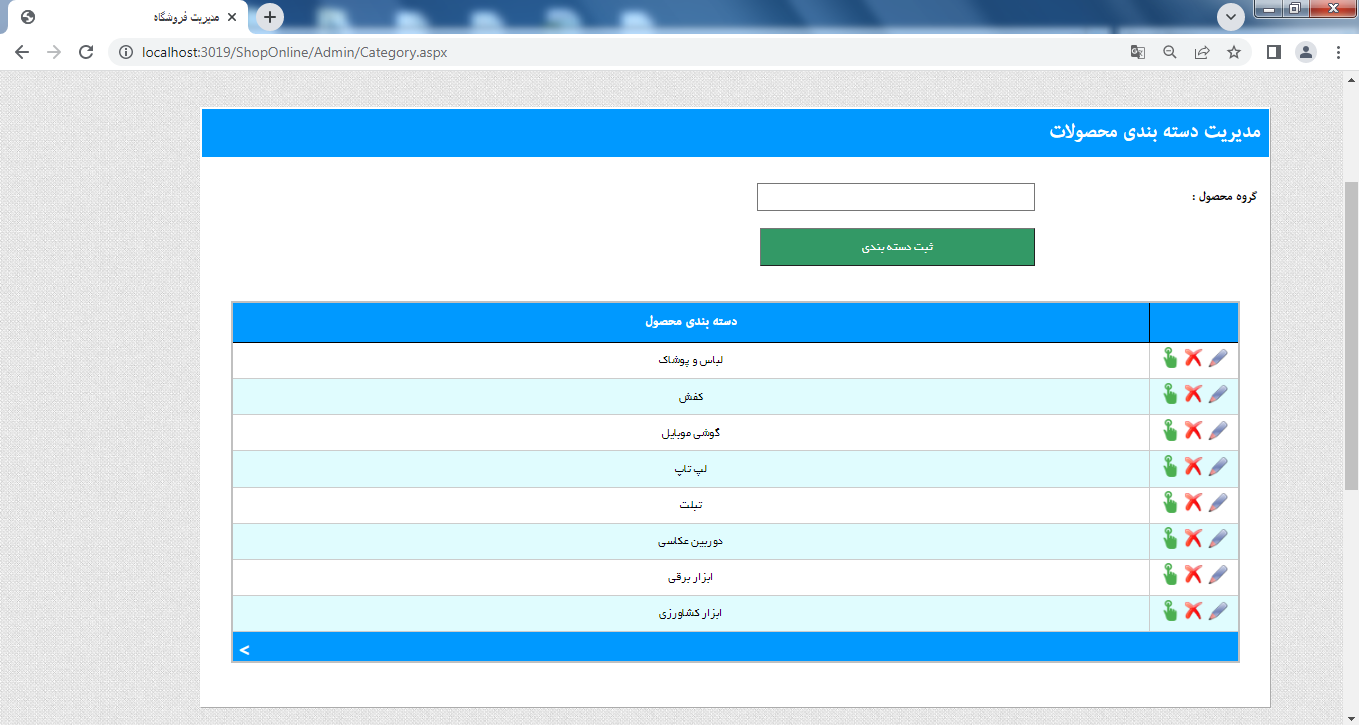 مدیریت فروشگاه
localhost:3019/ShopOnline/Admin/Category.aspx
مدیریت دسته بندی محصولات
گروه محصول :
ثبت دسته بندی
دسته بندی محصول
لباس و پوشاک
کفش
گوشی موبایل
لپ تاپ
تبلت
دوربین عکاسی
ابزار برقی
ابزار کشاورزی
>